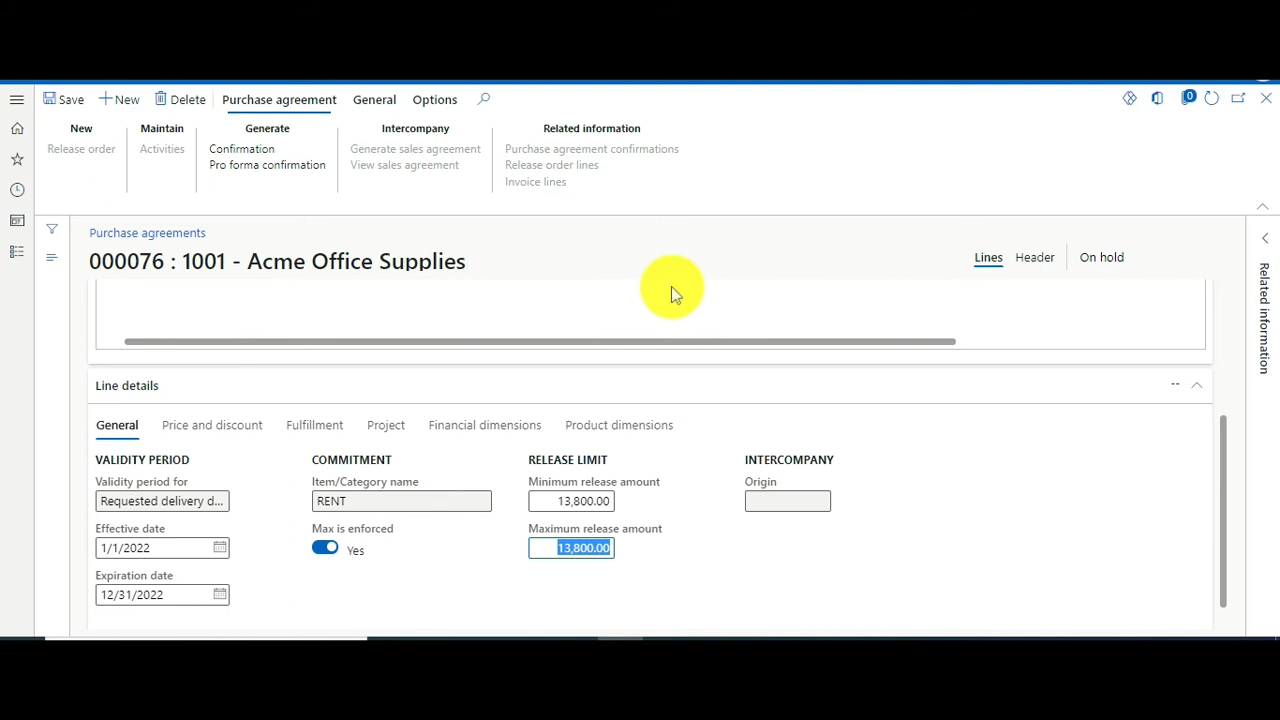 Save New Delete Purchase agreement General Options
0
New Maintain Generate Intercompany Related information
Release order Activities Confirmation Generate sales agreement Purchase agreement confirmations
Pro forma confirmation View sales agreement Release order lines
Invoice lines
Purchase agreements
000076 : 1001 - Acme Office Supplies
Lines Header On hold
Related information
Line details --
General Price and discount Fulfillment Project Financial dimensions Product dimensions
VALIDITY PERIOD COMMITMENT RELEASE LIMIT INTERCOMPANY
Validity period for Item/Category name Minimum release amount Origin
Requested delivery d... RENT 13,800.00
Effective date Max is enforced Maximum release amount
1/1/2022 Yes 13,800.00
Expiration date
12/31/2022